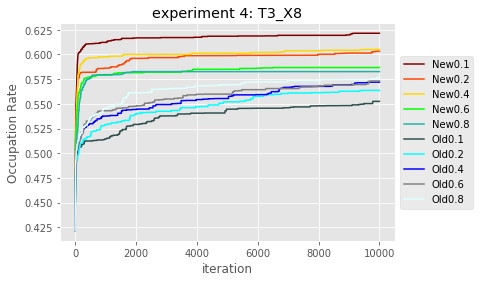 experiment 4: T3_X8
Occupation Rate
0.625
0.600
0.575
0.550
0.525
0.500
0.475
0.450
0.425
0
2000
4000
6000
8000
10000
iteration
New0.1
New0.2
New0.4
New0.6
New0.8
Old0.1
Old0.2
Old0.4
Old0.6
Old0.8